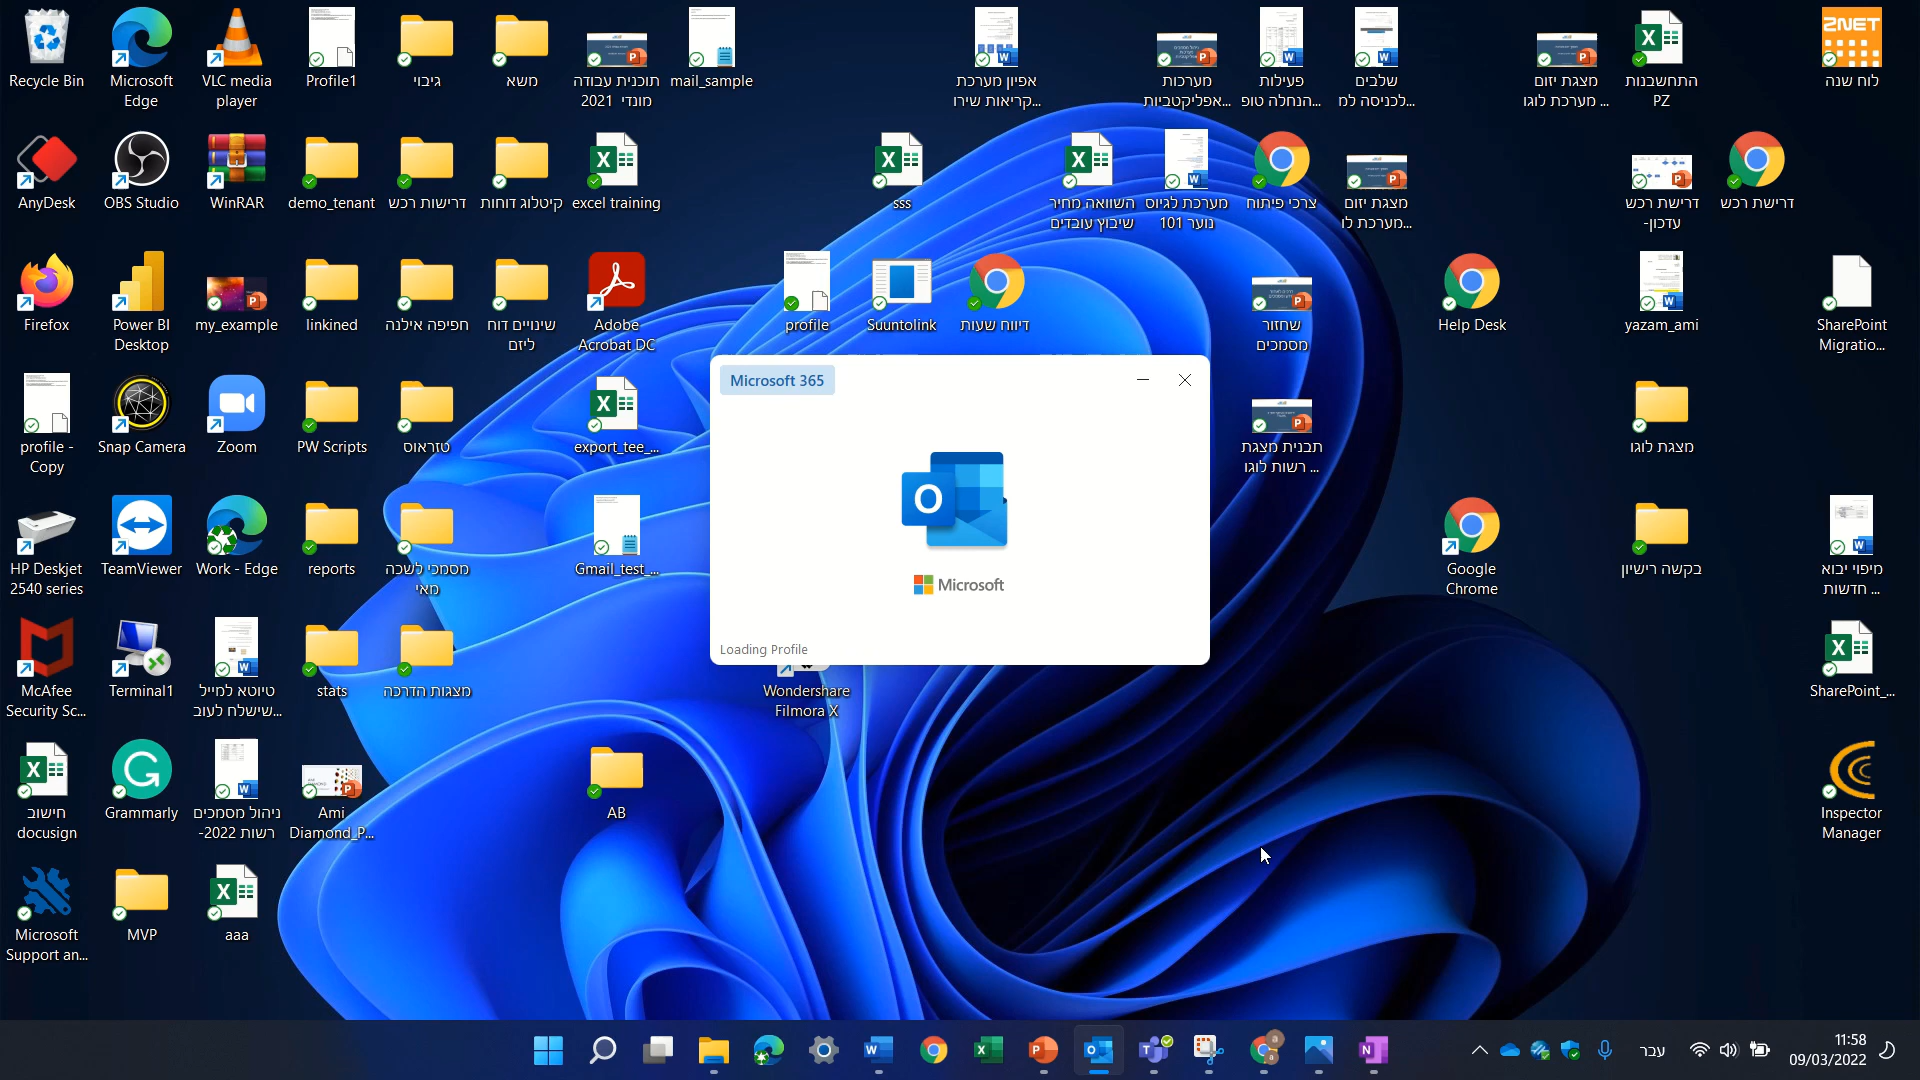 Recycle Bin
Microsoft
Edge
VLC media
player
Profile1
גיבוי
משא
תוכנית עבודה
מונדי 2021
mail_sample
אפיון מערכת
קריאות שירו...
מערכות
אפליקטביות...
פעילות
הנחלה טופ...
שלבים
לכניסה למ...
מצגת יזום
מערכת לוגו ...
התחשבנות
PZ
2NET
לוח שנה
AnyDesk
OBS Studio
WinRAR
demo_tenant
דרישות רכש
קיטלוג דוחות
excel training
sss
השוואה מחיר
שיבוץ עובדים
מערכת לגיוס
נוער 101
צרכי פיתוח
מצגת יזום
מערכת לו...
דרישת רכש
עדכון-
דרישת רכש
Firefox
Power BI
Desktop
my_example
linkined
חפיפה אילנה
שינויים דוח
ליזם
Adobe
Acrobat DC
profile
Suuntolink
דיווח שעות
שחזור
מסמכים
Help Desk
yazam_ami
SharePoint
Migratio...
profile -
Copy
Snap Camera
Zoom
PW Scripts
טזראוס
export_tee_...
Microsoft 365
Microsoft
Loading Profile
תבנית מצגת
רשות לוגו ...
מצגת לוגו
HP Deskjet
2540 series
TeamViewer
Work - Edge
reports
מסמכי לשכה
מאי
Gmail_test_...
Google
Chrome
בקשה רישיון
מיפוי יבוא
חדשות ...
McAfee
Security Sc...
Terminal1
טיוטא למייל
שישלח לעוב...
stats
מצגות הדרכה
Wondershare
Filmora X
SharePoint_...
חישוב
docusign
Grammarly
ניהול מסמכים
רשות 2022-
Ami
Diamond_P...
AB
Inspector
Manager
Microsoft
Support an...
MVP
aaa
עבר
11:58
09/03/2022